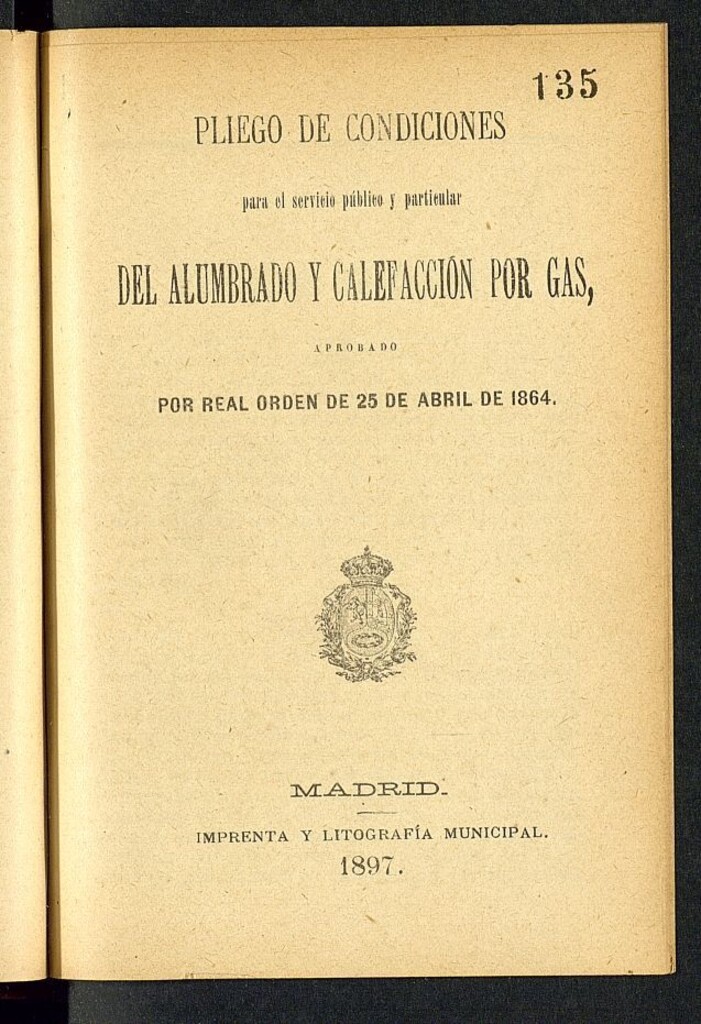 135
PLIEGO DE CONDICIONES
para el servicio público y particular
DEL ALUMBRADO Y CALEFACCIÓN POR GAS,
APROBADO
POR REAL ORDEN DE 25 DE ABRIL DE 1864.
MADRID.
IMPRENTA Y LITOGRAFÍA MUNICIPAL.
1897.